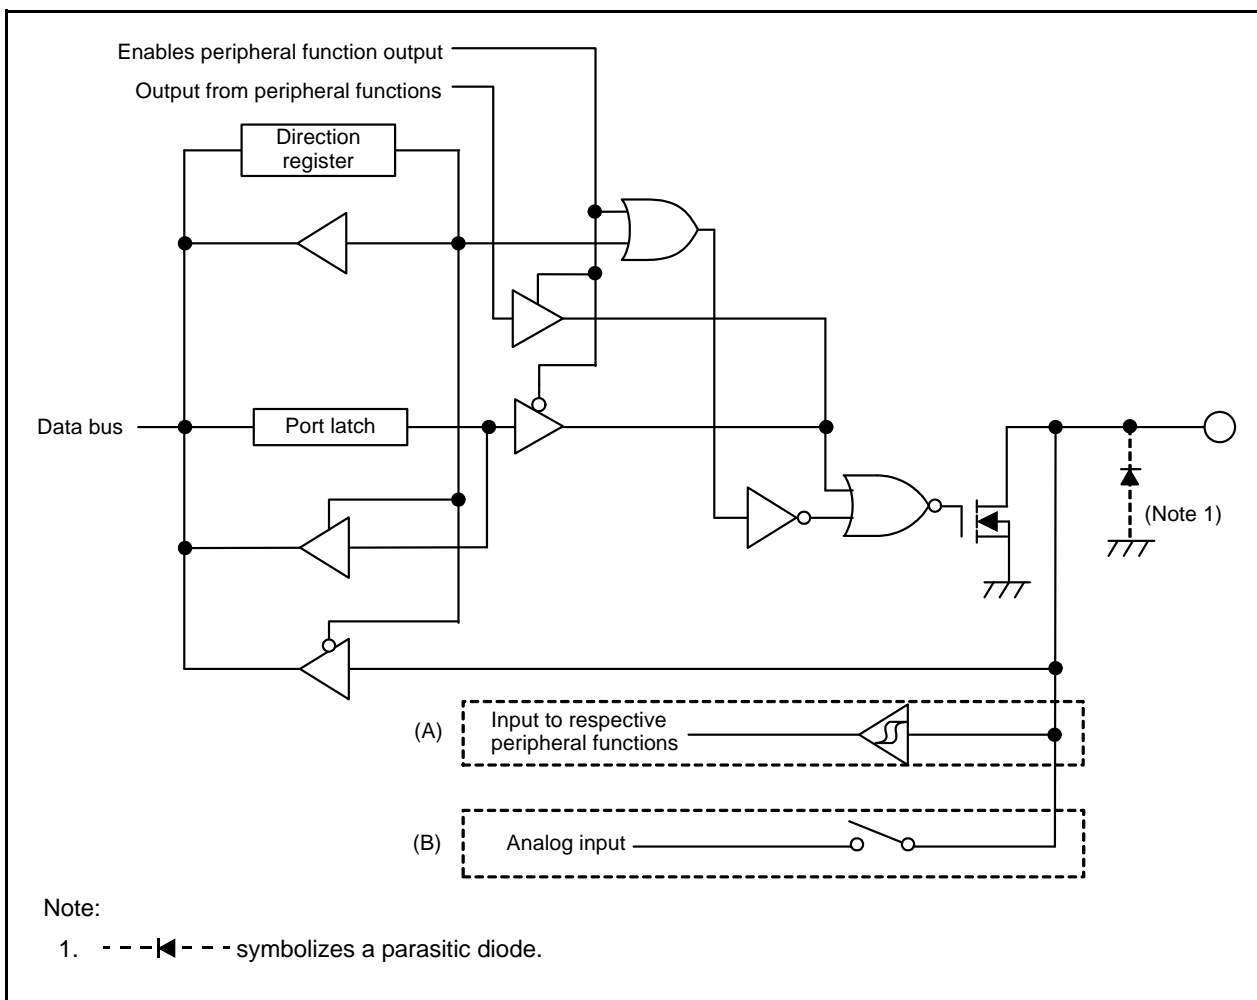 Enables peripheral function output
Output from peripheral functions
Direction
register
Data bus
Port latch
(Note 1)
(A)
Input to respective
peripheral functions
(B)
Analog input
Note:
1. symbolizes a parasitic diode.